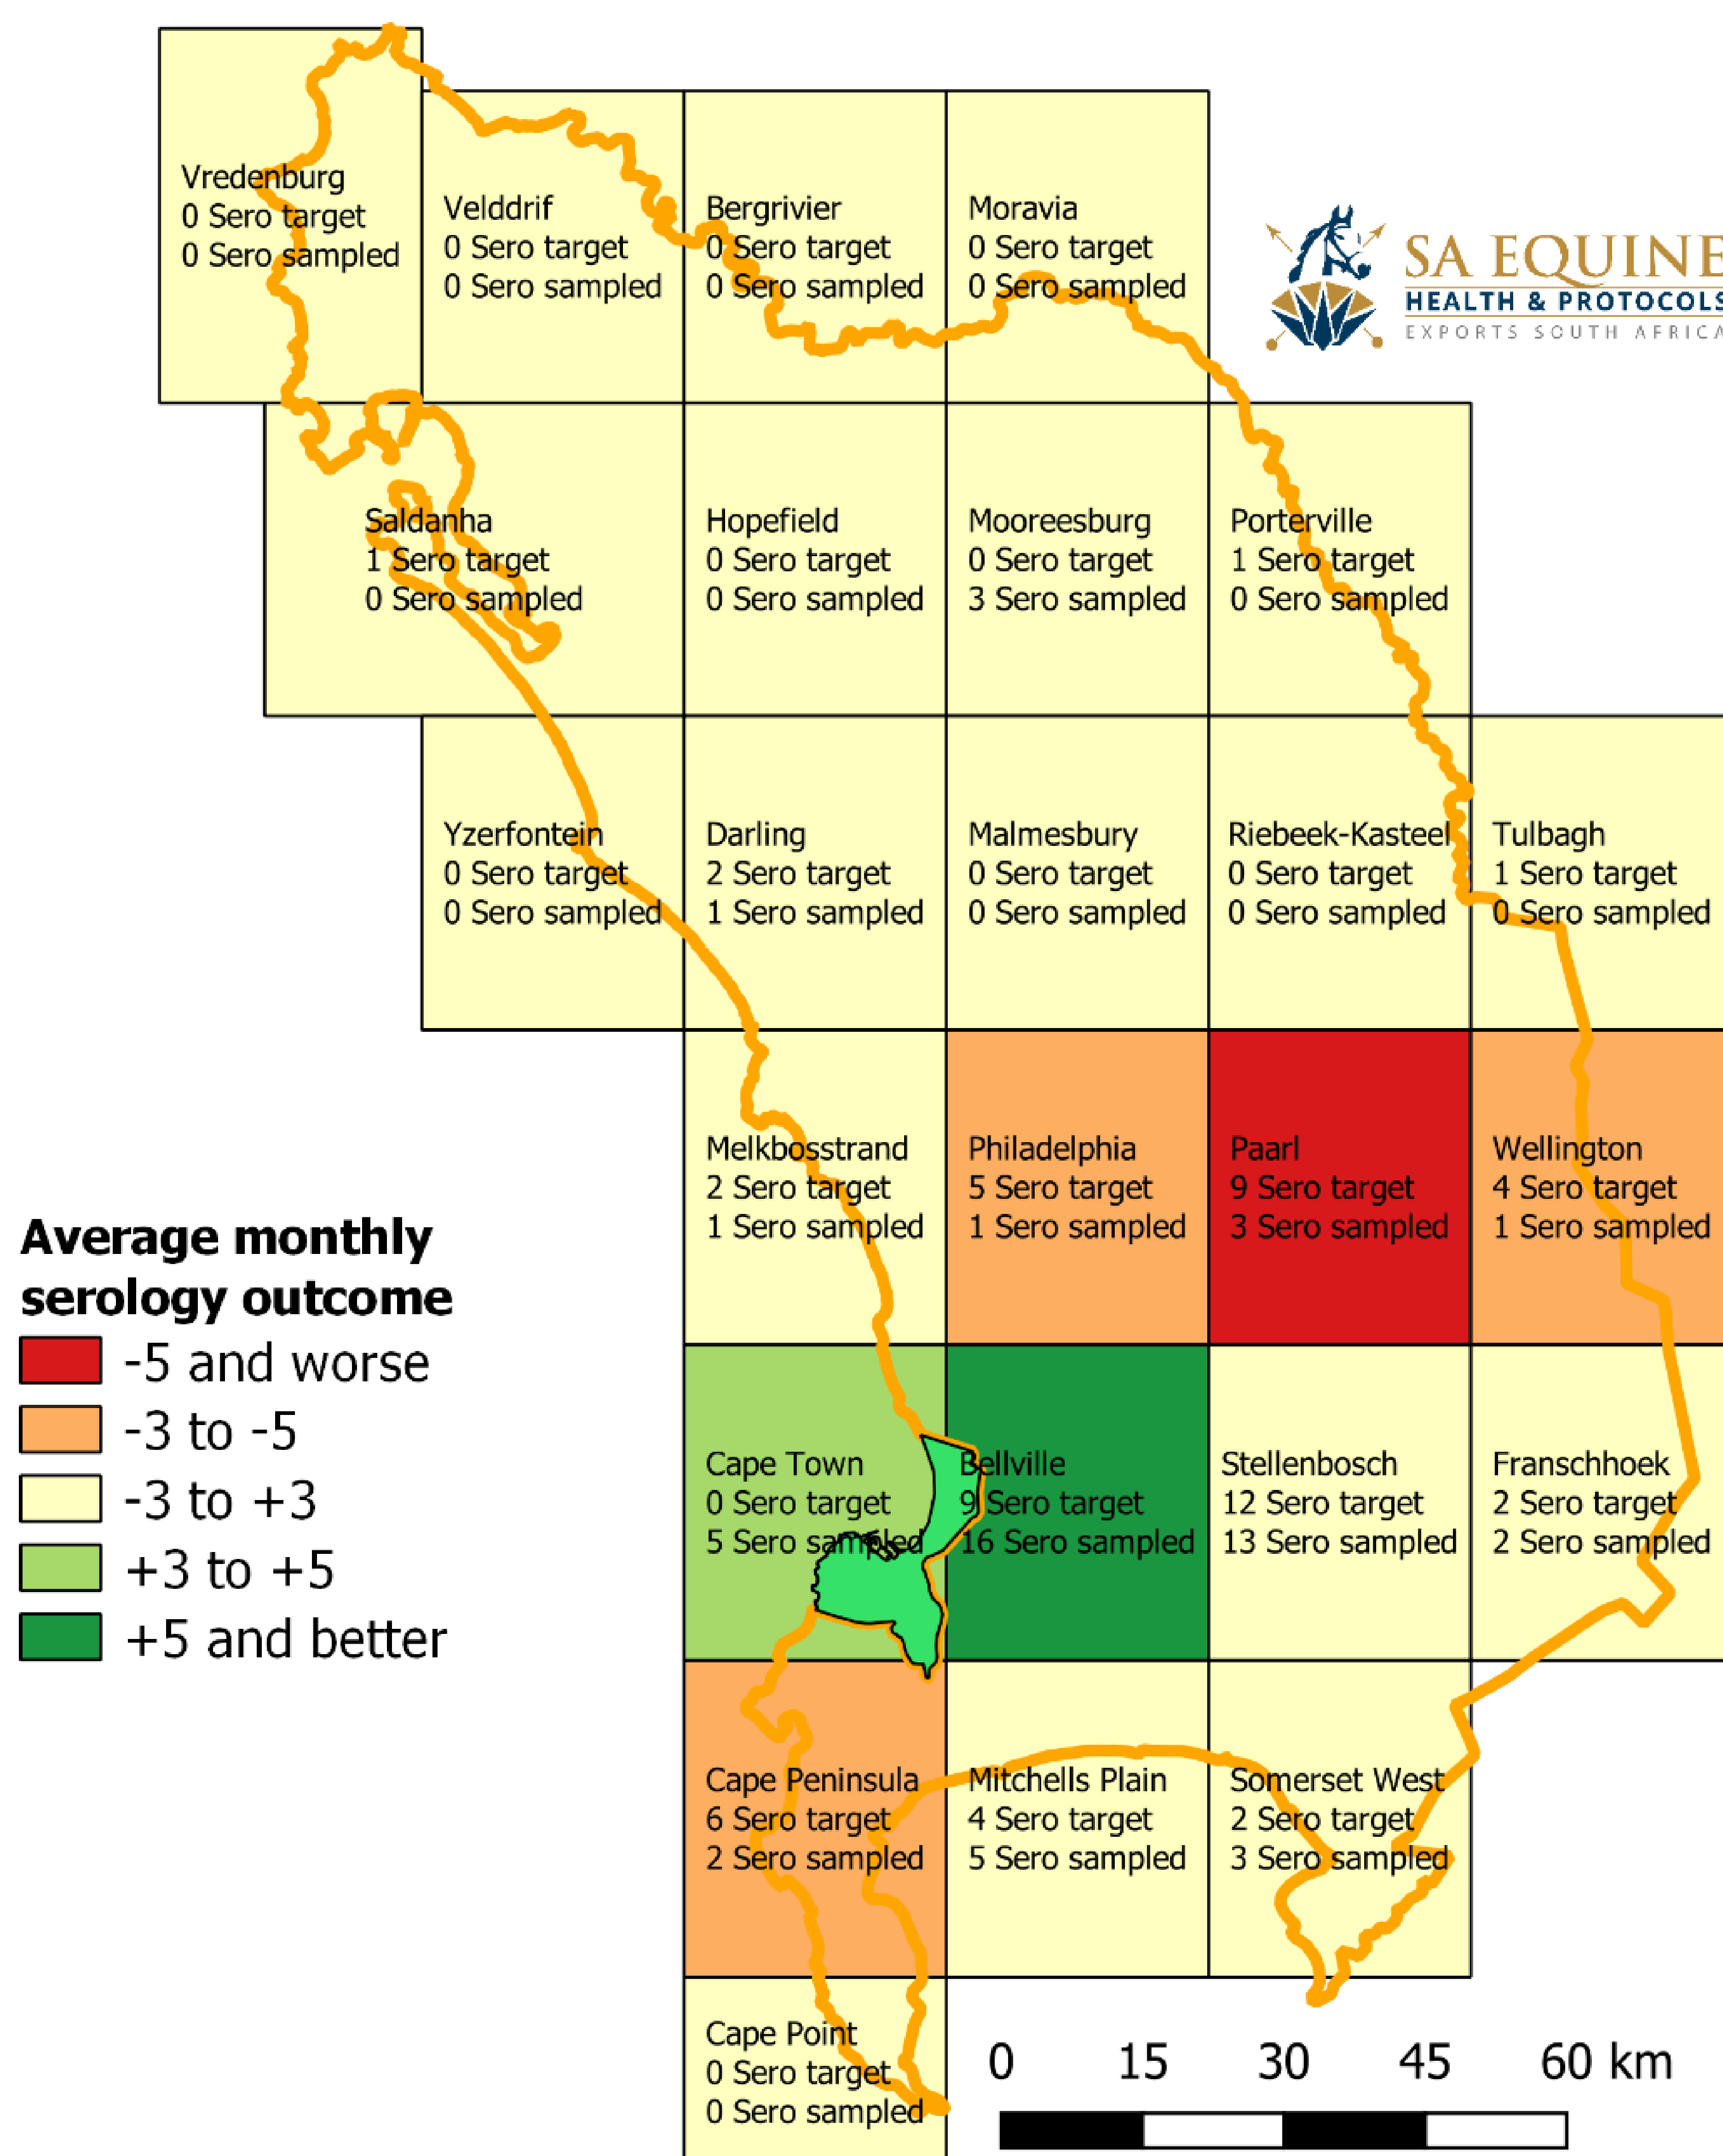 Vredenburg
0 Sero target
0 Sero sampled
Velddrif
0 Sero target
0 Sero sampled
Bergrivier
0 Sero target
0 Sero sampled
Moravia
0 Sero target
0 Sero sampled
SA EQUINE
HEALTH & PROTOCOLS
EXPORTS SOUTH AFRICA
Saldanha
1 Sero target
0 Sero sampled
Hopefield
0 Sero target
0 Sero sampled
Mooreesburg
0 Sero target
3 Sero sampled
Porterville
1 Sero target
0 Sero sampled
Yzerfontein
0 Sero target
0 Sero sampled
Darling
2 Sero target
1 Sero sampled
Malmesbury
0 Sero target
0 Sero sampled
Riebeek-Kasteel
0 Sero target
0 Sero sampled
Tulbagh
1 Sero target
0 Sero sampled
Melkbosstrand
2 Sero target
1 Sero sampled
Philadelphia
5 Sero target
1 Sero sampled
Paarl
9 Sero target
3 Sero sampled
Wellington
4 Sero target
1 Sero sampled
Average monthly
serology outcome
-5 and worse
-3 to -5
-3 to +3
+3 to +5
+5 and better
Cape Town
0 Sero target
5 Sero sampled
Bellville
9 Sero target
16 Sero sampled
Stellenbosch
12 Sero target
13 Sero sampled
Franschhoek
2 Sero target
2 Sero sampled
Cape Peninsula
6 Sero target
2 Sero sampled
Mitchells Plain
4 Sero target
5 Sero sampled
Somerset West
2 Sero target
3 Sero sampled
Cape Point
0 Sero target
0 Sero sampled
0 15 30 45 60 km